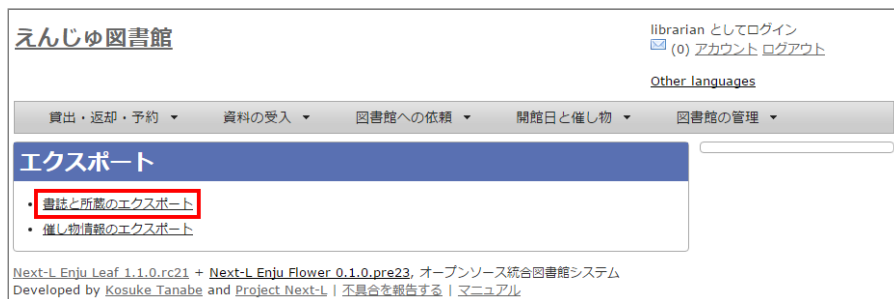 えんじゅ図書館
librarian としてログイン
(0) アカウント ログアウト
Other languages
貸出・返却・予約 ▼ 資料の受入 ▼ 図書館への依頼 ▼ 開館日と催し物 ▼ 図書館の管理 ▼
エクスポート
• 書誌と所蔵のエクスポート
• 催し物情報のエクスポート
Next-L Enju Leaf 1.1.0.rc21 + Next-L Enju Flower 0.1.0.pre23, オープンソース統合図書館システム
Developed by Kosuke Tanabe and Project Next-L | 不具合を報告する | マニュアル